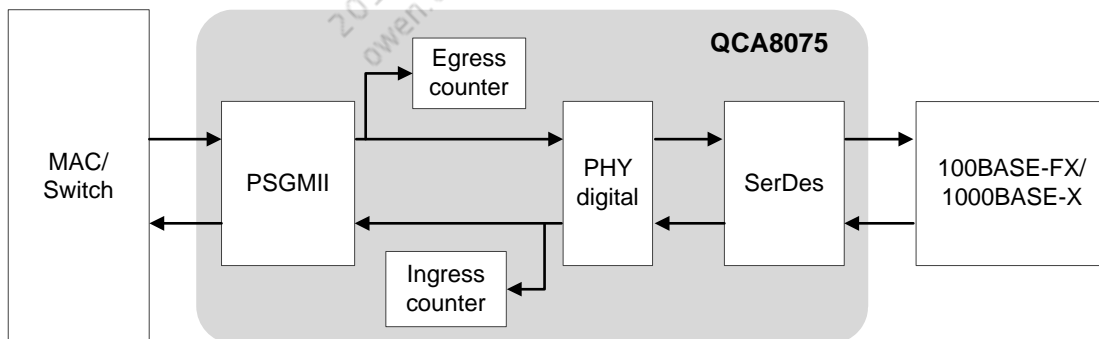 QCA8075
Egress
counter
MAC/
Switch
PSGMII
PHY
digital
SerDes
100BASE-FX/
1000BASE-X
Ingress
counter